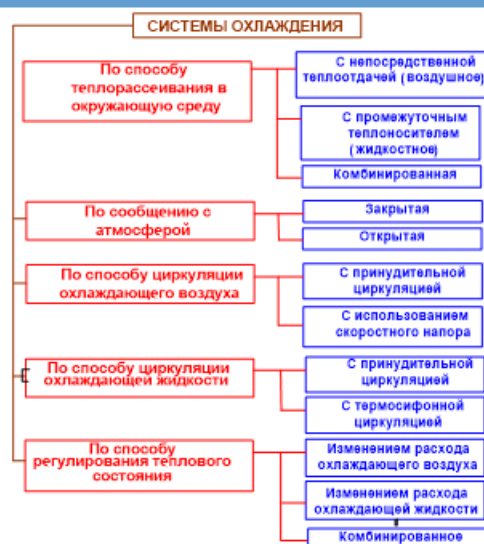 СИСТЕМЫ ОХЛАЖДЕНИЯ
По способу
теплорассеивания в
окружающую среду
С непосредственной
теплоотдачей (воздушное)
С промежуточным
теплоносителем
(жидкостное)
Комбинированная
По сообщению с
атмосферой
Закрытая
Открытая
По способу циркуляции
охлаждающего воздуха
С принудительной
циркуляцией
С использованием
скоростного напора
По способу циркуляции
охлаждающей жидкости
С принудительной
циркуляцией
С термосифонной
циркуляцией
По способу
регулирования теплового
состояния
Изменением расхода
охлаждающего воздуха
Изменением расхода
охлаждающей жидкости
Комбинированное